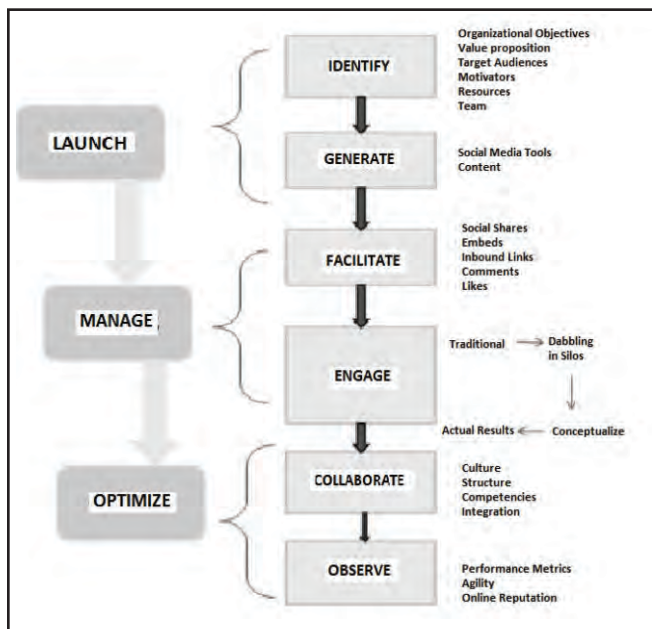 LAUNCH
MANAGE
OPTIMIZE
IDENTIFY
Organizational Objectives
Value proposition
Target Audiences
Motivators
Resources
Team
GENERATE
Social Media Tools
Content
FACILITATE
Social Shares
Embeds
Inbound Links
Comments
Likes
ENGAGE
Traditional
Dabbling
in Silos
Conceptualize
Actual Results
COLLABORATE
Culture
Structure
Competencies
Integration
OBSERVE
Performance Metrics
Agility
Online Reputation